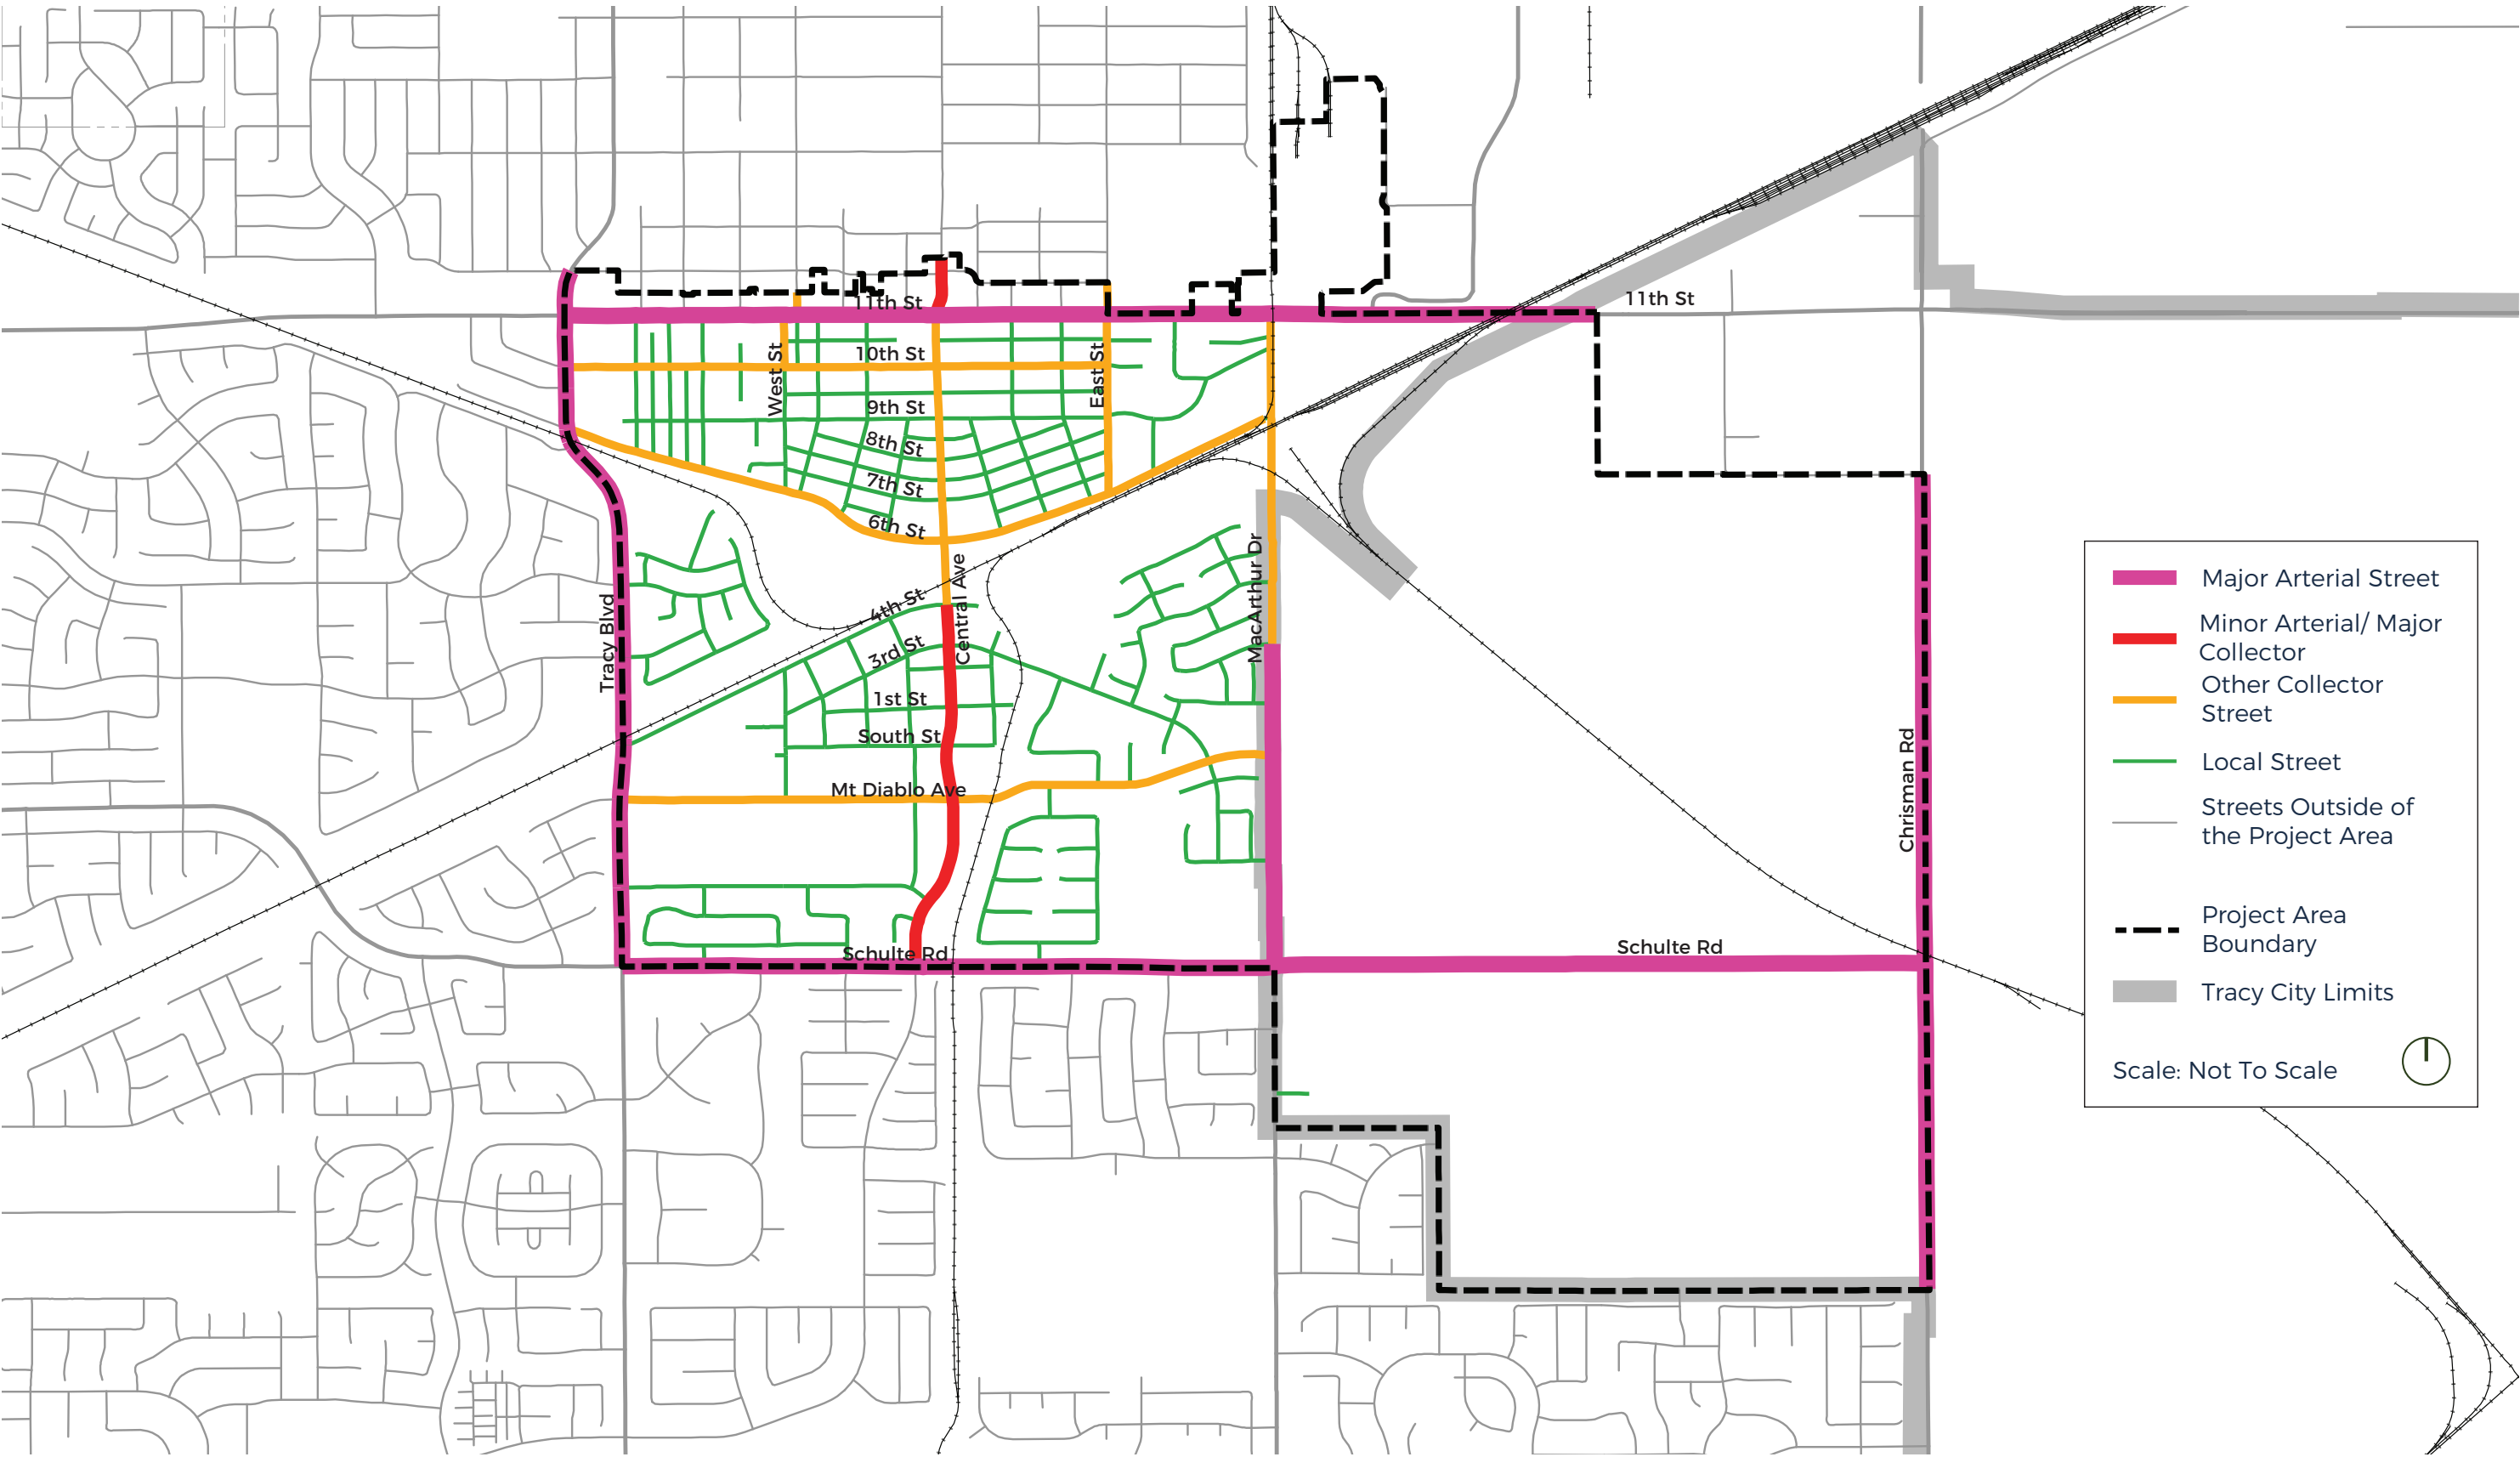 11th St
11th St
10th St
West St
East St
9th St
8th St
7th St
6th St
MacArthur Dr
Central Ave
4th St
Tracy Blvd
3rd St
1st St
South St
Mt Diablo Ave
Chrisman Rd
Schulte Rd
Schulte Rd
Major Arterial Street
Minor Arterial/ Major
Collector
Other Collector
Street
Local Street
Streets Outside of
the Project Area
Project Area
Boundary
Tracy City Limits
Scale: Not To Scale